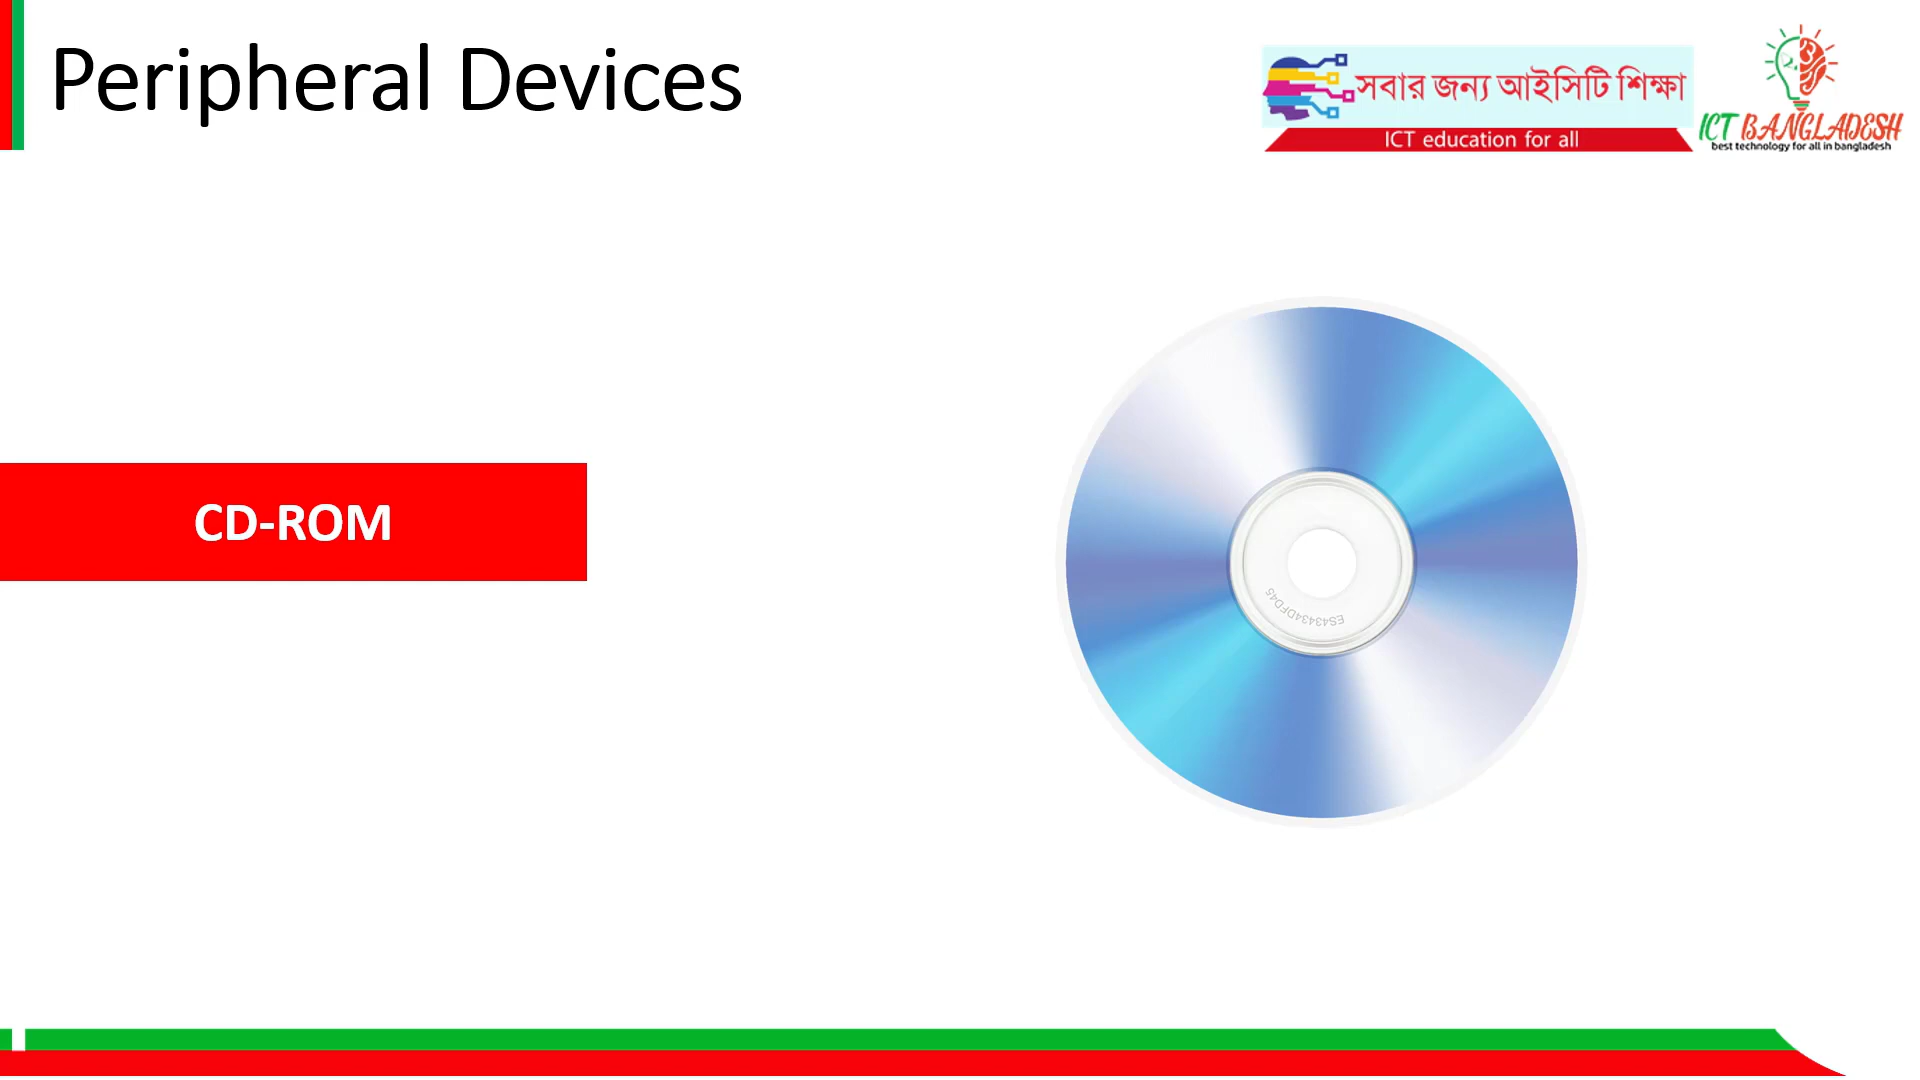 Peripheral Devices
সবার জন্য আইসিটি শিক্ষা
ICT education for all
ICT BANGLADESH
best technology for all in bangladesh
CD-ROM
ES43434DFD45